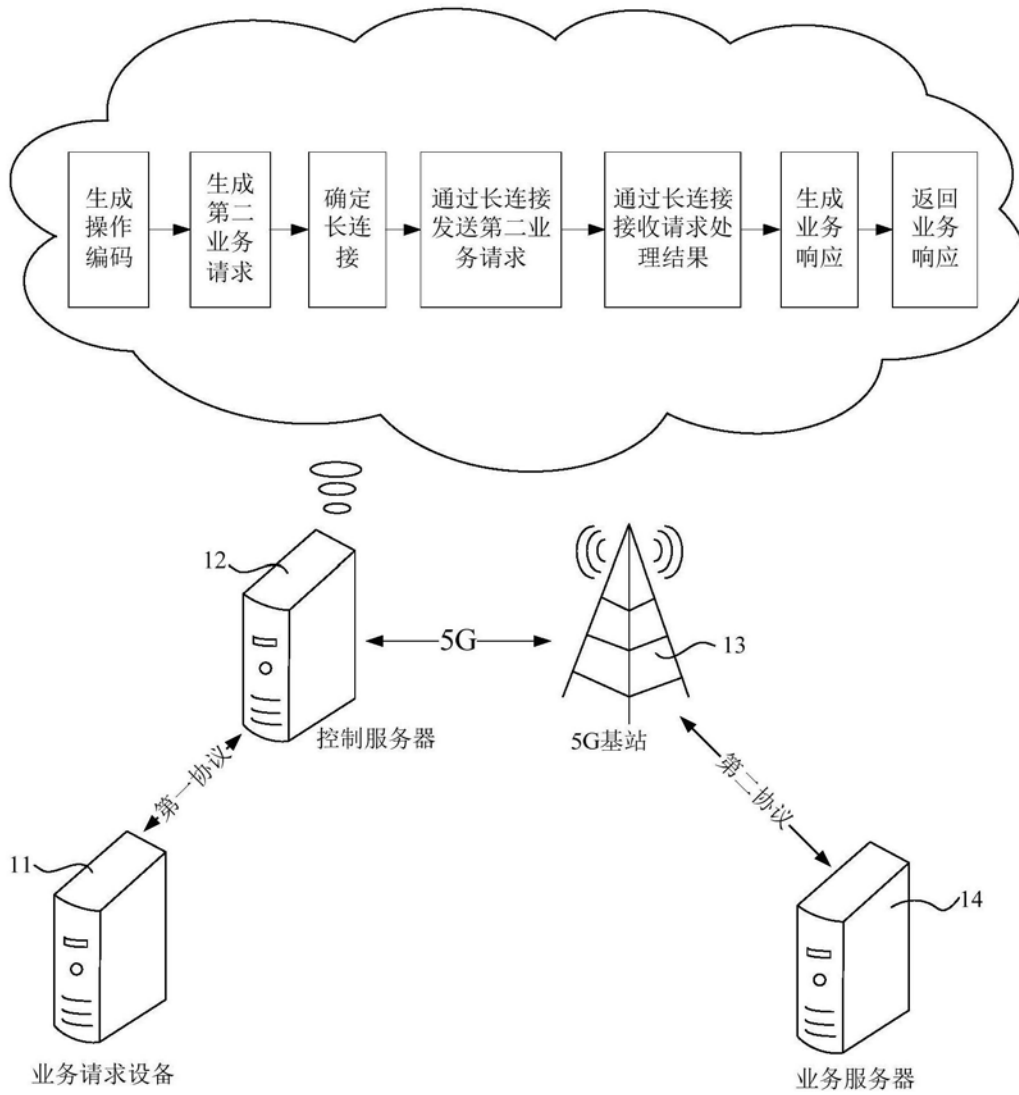 生成
操作
编码
生成
第二
业务
请求
确定
长连
接
通过长连接
发送第二业
务请求
通过长连接
接收请求处
理结果
生成
业务
响应
返回
业务
响应
12
5G
13
控制服务器
5G基站
第一协议
第二协议
11
14
业务请求设备
业务服务器